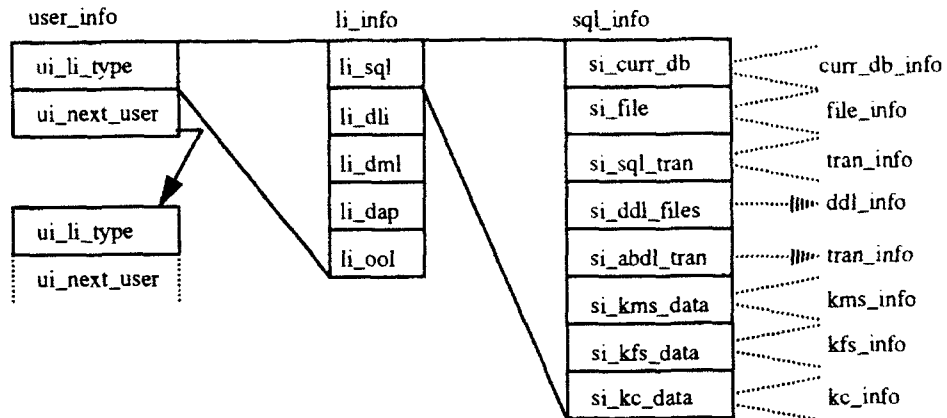 user_info
ui_li_type
ui_next_user
ui_li_type
ui_next_user
li_info
li_sql
li_dli
li_dml
li_dap
li_ool
sql_info
si_curr_db
si_file
si_sql_tran
si_ddl_files
si_abdl_tran
si_kms_data
si_kfs_data
si_kc_data
curr_db_info
file_info
tran_info
ddl_info
tran_info
kms_info
kfs_info
kc_info